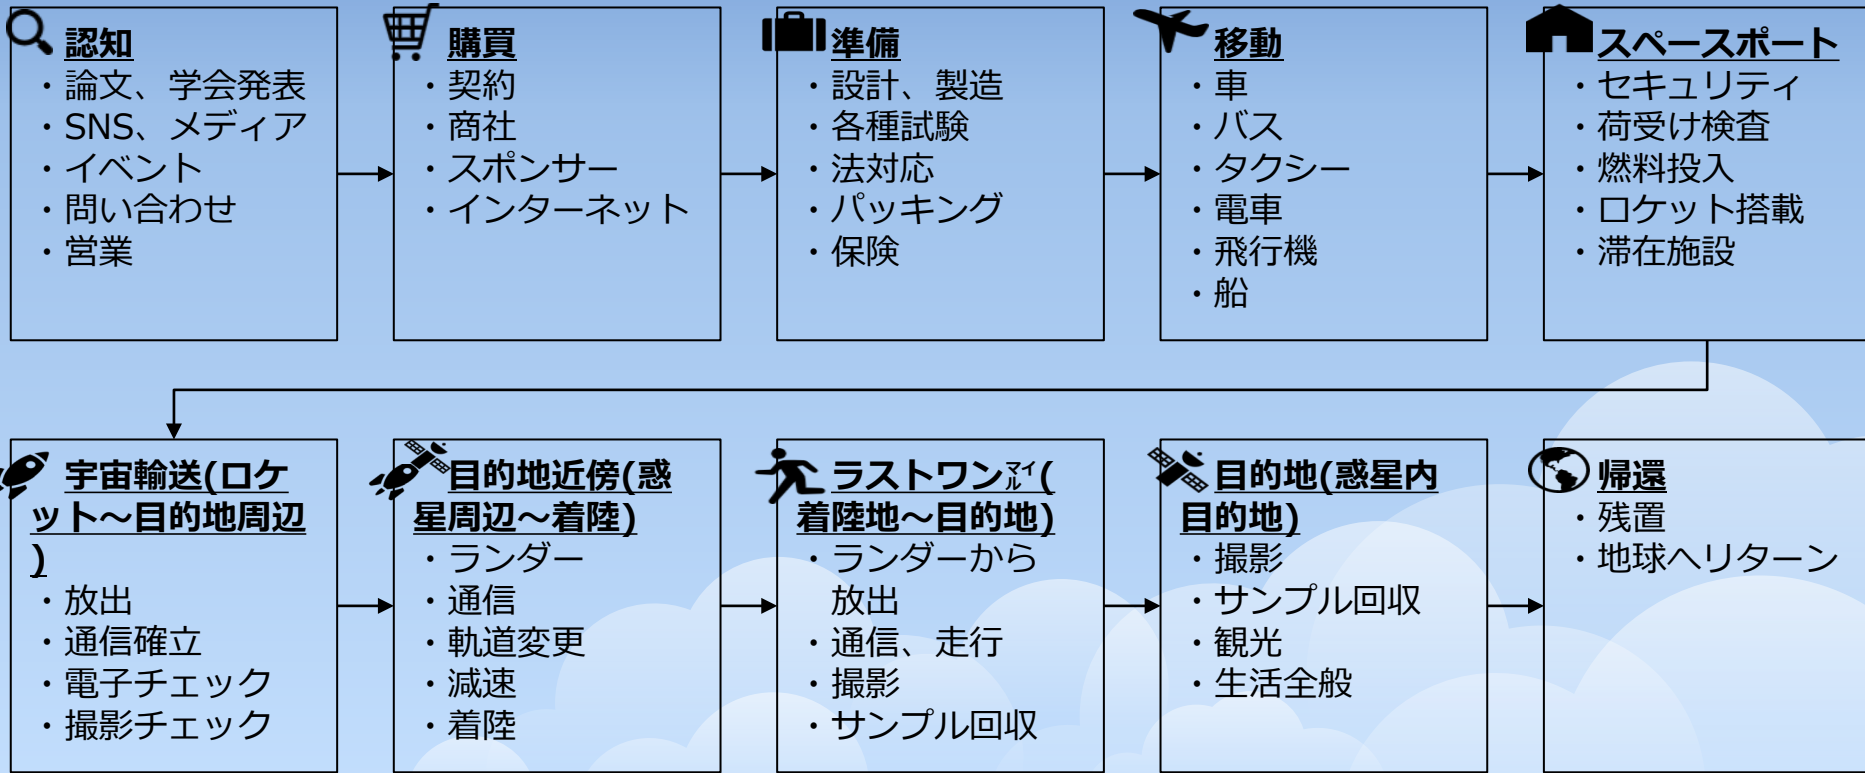 認知
・論文、学会発表
・SNS、メディア
・イベント
・問い合わせ
・営業
購買
・契約
・商社
・スポンサー
・インターネット
準備
・設計、製造
・各種試験
・法対応
・パッキング
・保険
移動
・車
・バス
・タクシー
・電車
・飛行機
・船
スペースポート
・セキュリティ
・荷受け検査
・燃料投入
・ロケット搭載
・滞在施設
宇宙輸送(ロケ
ット～目的地周辺
)
・放出
・通信確立
・電子チェック
・撮影チェック
目的地近傍(惑
星周辺～着陸)
・ランダー
・通信
・軌道変更
・減速
・着陸
ラストワン㍄(
着陸地～目的地)
・ランダーから
放出
・通信、走行
・撮影
・サンプル回収
目的地(惑星内
目的地)
・撮影
・サンプル回収
・観光
・生活全般
帰還
・残置
・地球へリターン